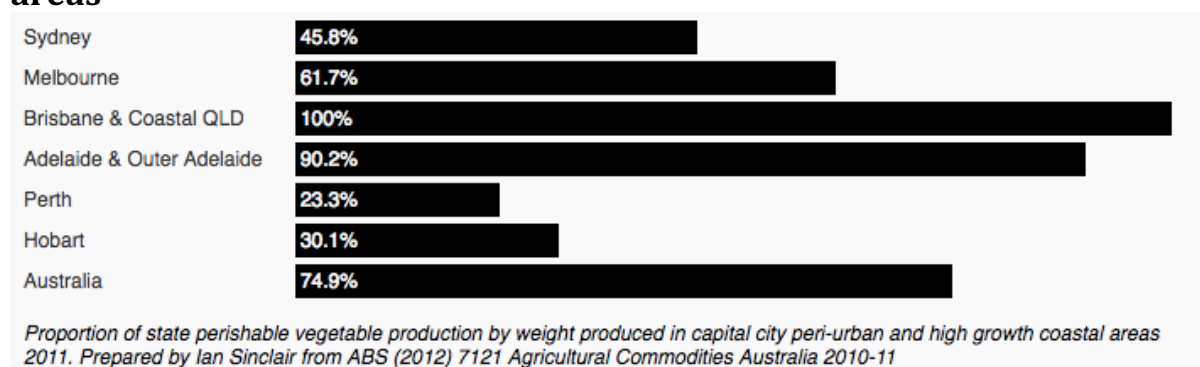 areas
Sydney 45.8%
Melbourne 61.7%
Brisbane & Coastal QLD 100%
Adelaide & Outer Adelaide 90.2%
Perth 23.3%
Hobart 30.1%
Australia 74.9%
Proportion of state perishable vegetable production by weight produced in capital city peri-urban and high growth coastal areas
2011. Prepared by Ian Sinclair from ABS (2012) 7121 Agricultural Commodities Australia 2010-11